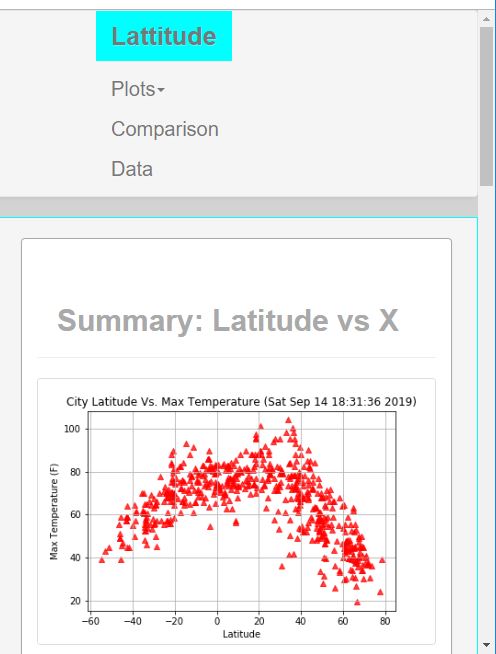 Lattitude
Plots
Comparison
Data
Summary: Latitude vs X
City Latitude Vs. Max Temperature (Sat Sep 14 18:31:36 2019)
100
80
60
40
20
Max Temperature (F)
−60 −40 −20 0 20 40 60 80
Latitude